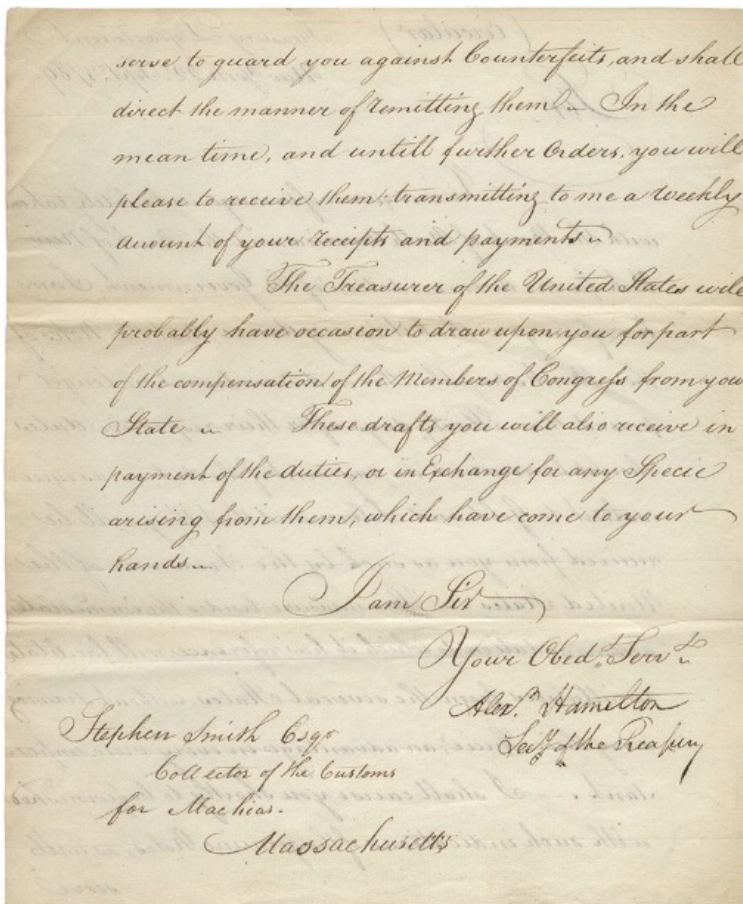 serve to guard you against Counterfeits, and shall
direct the manner of remitting them. In the
mean time, and untill further Orders, you will
please to receive them; transmitting to me a Weekly
amount of your receipts and payments
The Treasurer of the United States will
probably have occasion to draw upon you for part
of the compensation of the Members of Congress from your
State These drafts you will also receive in
payment of the duties, or in Exchange for any Specie
arising from them, which have come to your
hands
I am Sir
Your Obed.t Serv.t
Alex.r Hamilton
Sec.y of the Treasury
Stephen Smith Esqr
Collector of the Customs
for Machias.
Massachusetts